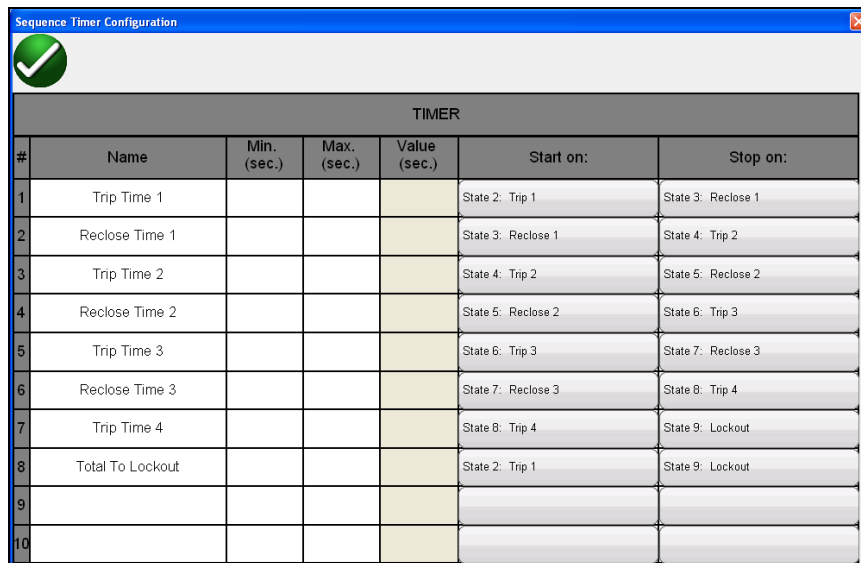 Sequence Timer Configuration
TIMER
# Name Min. (sec.) Max. (sec.) Value (sec.) Start on: Stop on:
1 Trip Time 1 State 2: Trip 1 State 3: Reclose 1
2 Reclose Time 1 State 3: Reclose 1 State 4: Trip 2
3 Trip Time 2 State 4: Trip 2 State 5: Reclose 2
4 Reclose Time 2 State 5: Reclose 2 State 6: Trip 3
5 Trip Time 3 State 6: Trip 3 State 7: Reclose 3
6 Reclose Time 3 State 7: Reclose 3 State 8: Trip 4
7 Trip Time 4 State 8: Trip 4 State 9: Lockout
8 Total To Lockout State 2: Trip 1 State 9: Lockout
9
10